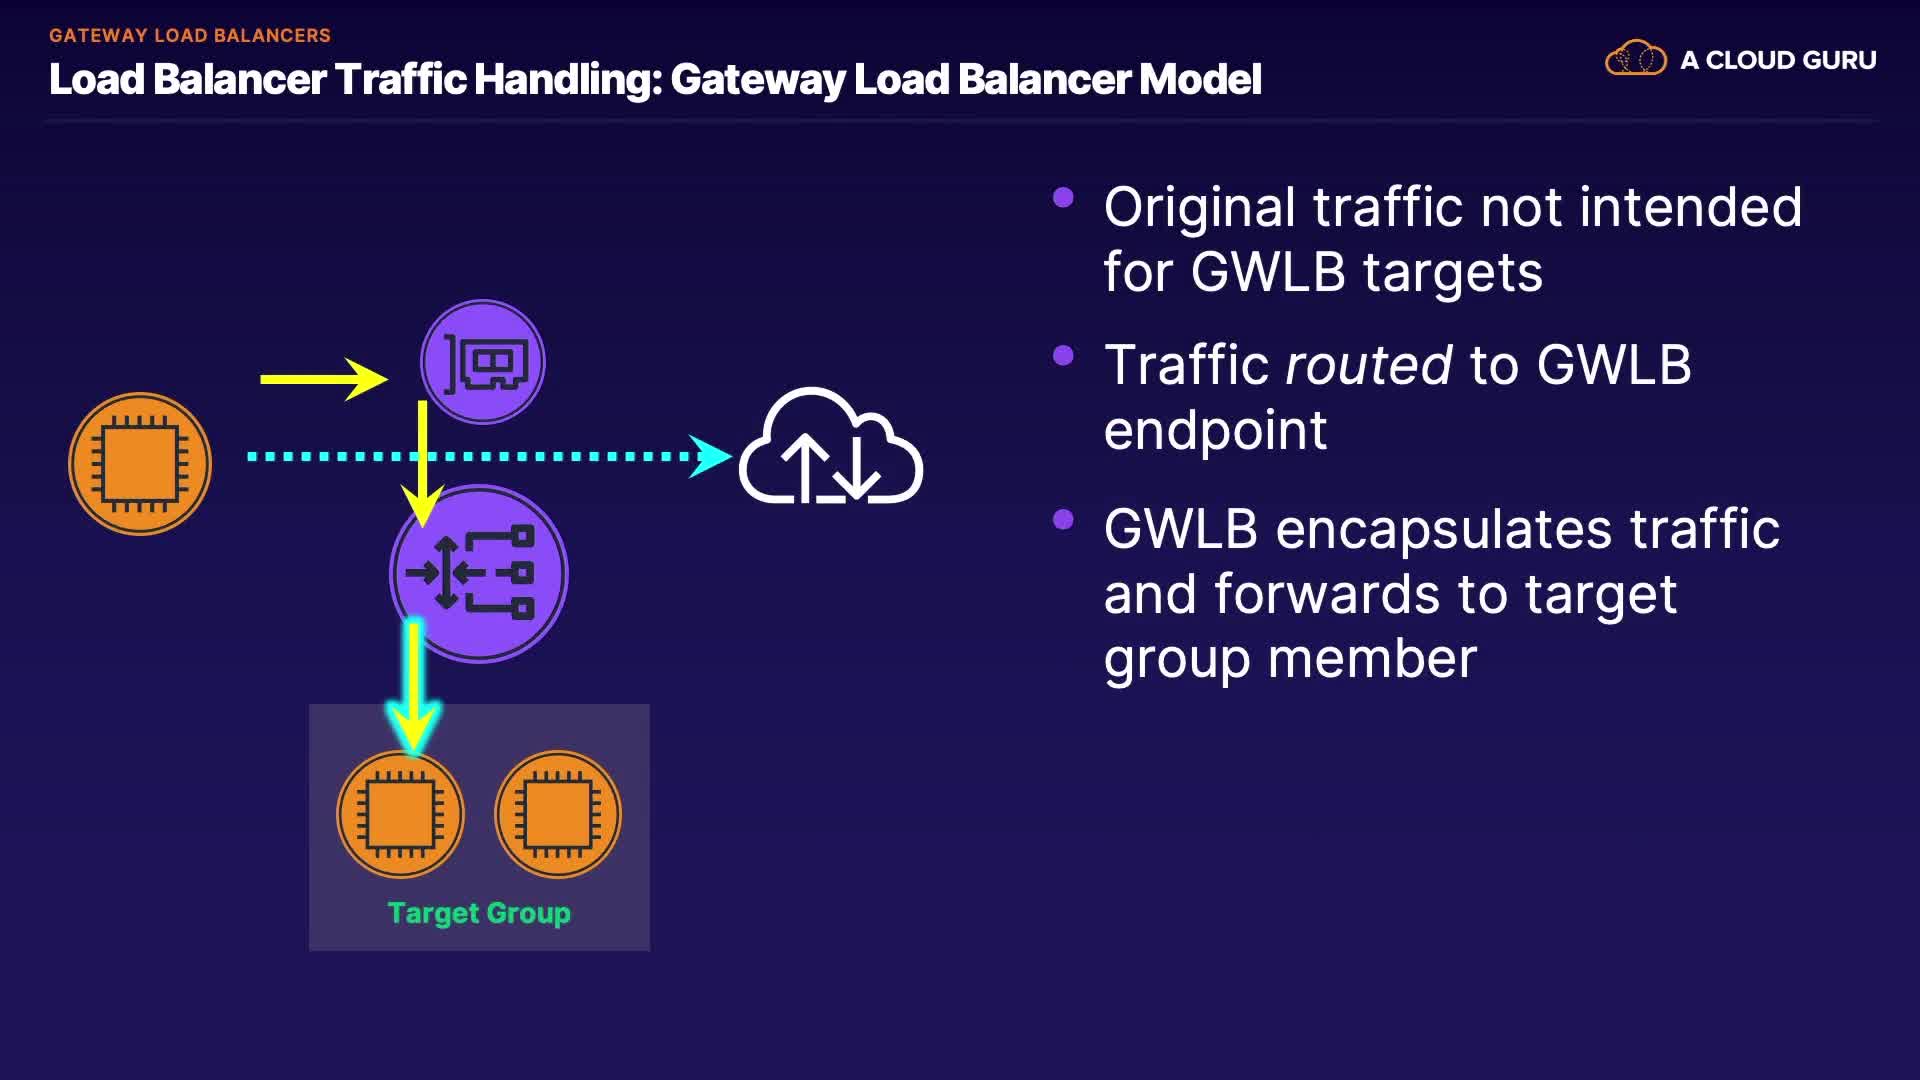 GATEWAY LOAD BALANCERS
Load Balancer Traffic Handling: Gateway Load Balancer Model
A CLOUD GURU
Original traffic not intended
for GWLB targets
Traffic routed to GWLB
endpoint
GWLB encapsulates traffic
and forwards to target
group member
Target Group